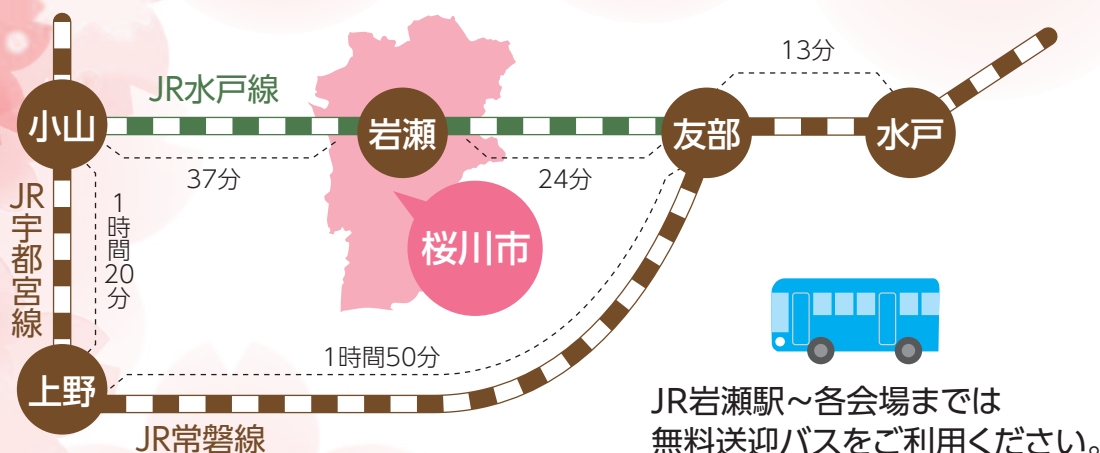 13分
JR水戸線
小山
岩瀬
友部
水戸
37分
24分
JR宇都宮線
1時間20分
桜川市
1時間50分
上野
JR常磐線
JR岩瀬駅～各会場までは
無料送迎バスをご利用ください。